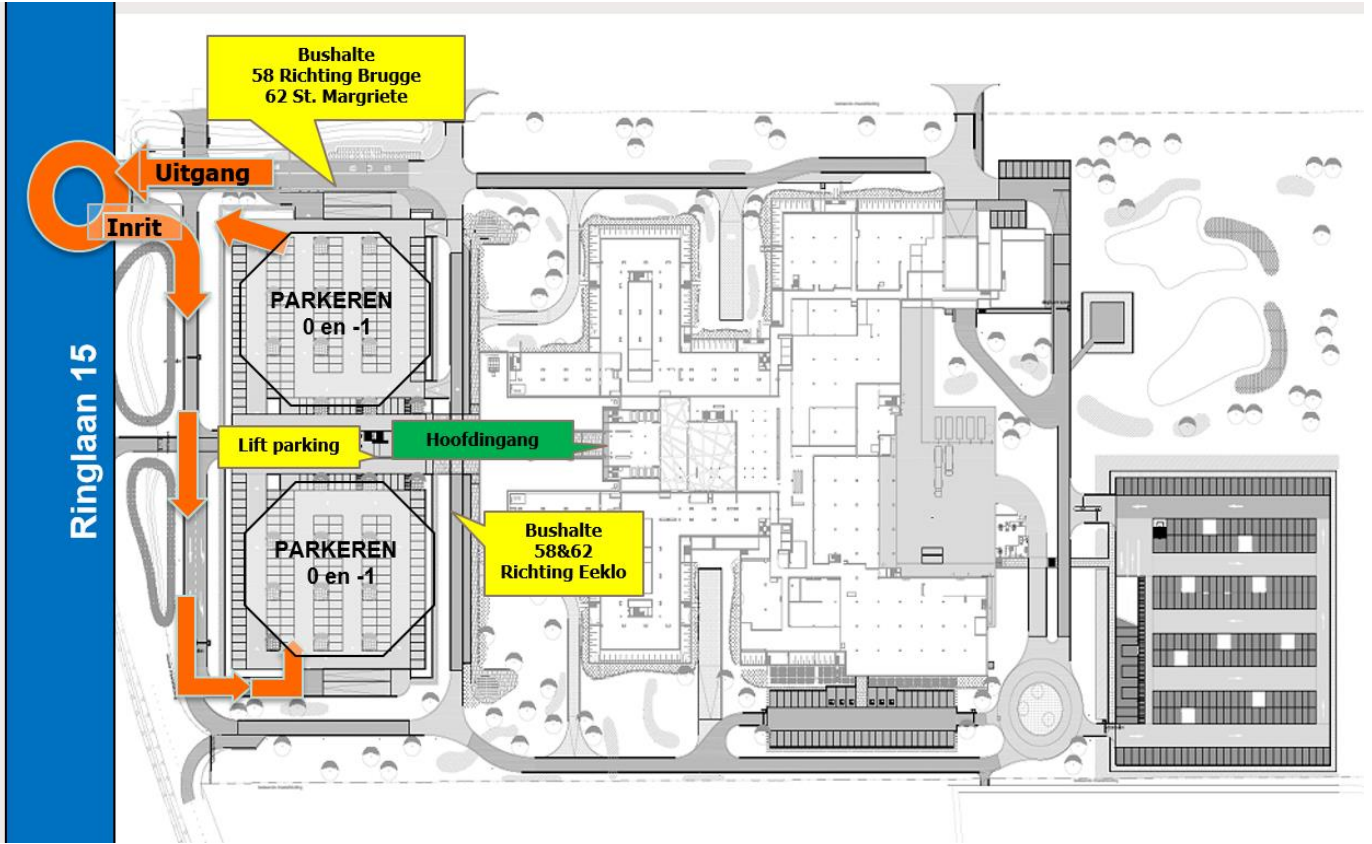 Bushalte
58 Richting Brugge
62 St. Margriete
Uitgang
Inrit
PARKEREN
0 en -1
Ringlaan 15
Lift parking
Hoofdingang
PARKEREN
0 en -1
Bushalte
58&62
Richting Eeklo